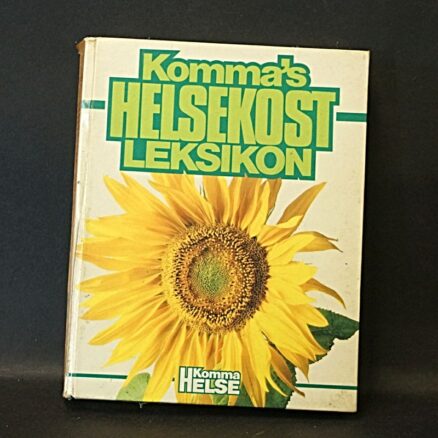 Komma's
HELSEKOST
LEKSIKON
Komma
HELSE